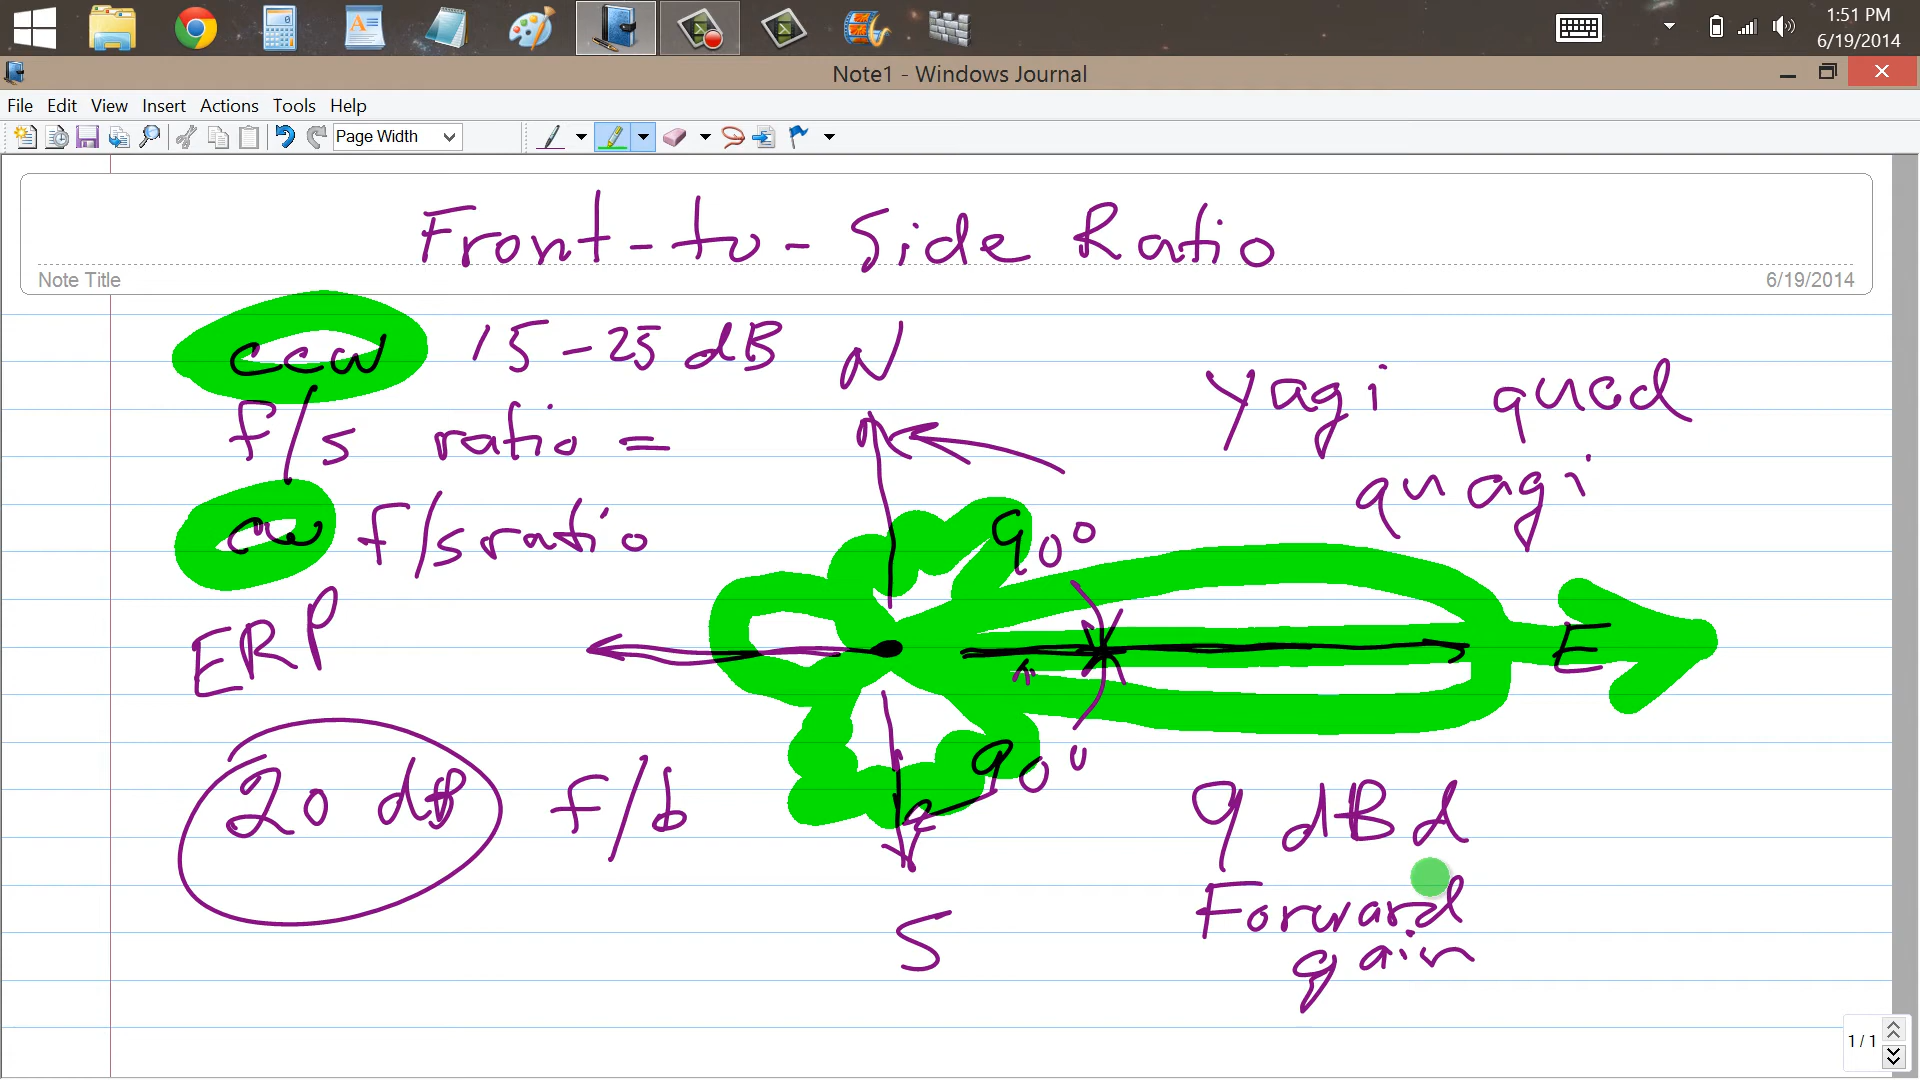 1:51 PM
6/19/2014
Note1 - Windows Journal
File Edit View Insert Actions Tools Help
Page Width
Front-to-Side Ratio
Note Title 6/19/2014
ccw 15-25 dB N
Yagi quad
f/s ratio =
quagi
cw f/s ratio
90°
ERP
E
90°
20 dB f/b
9 dBd
Forward
S
gain
1 / 1